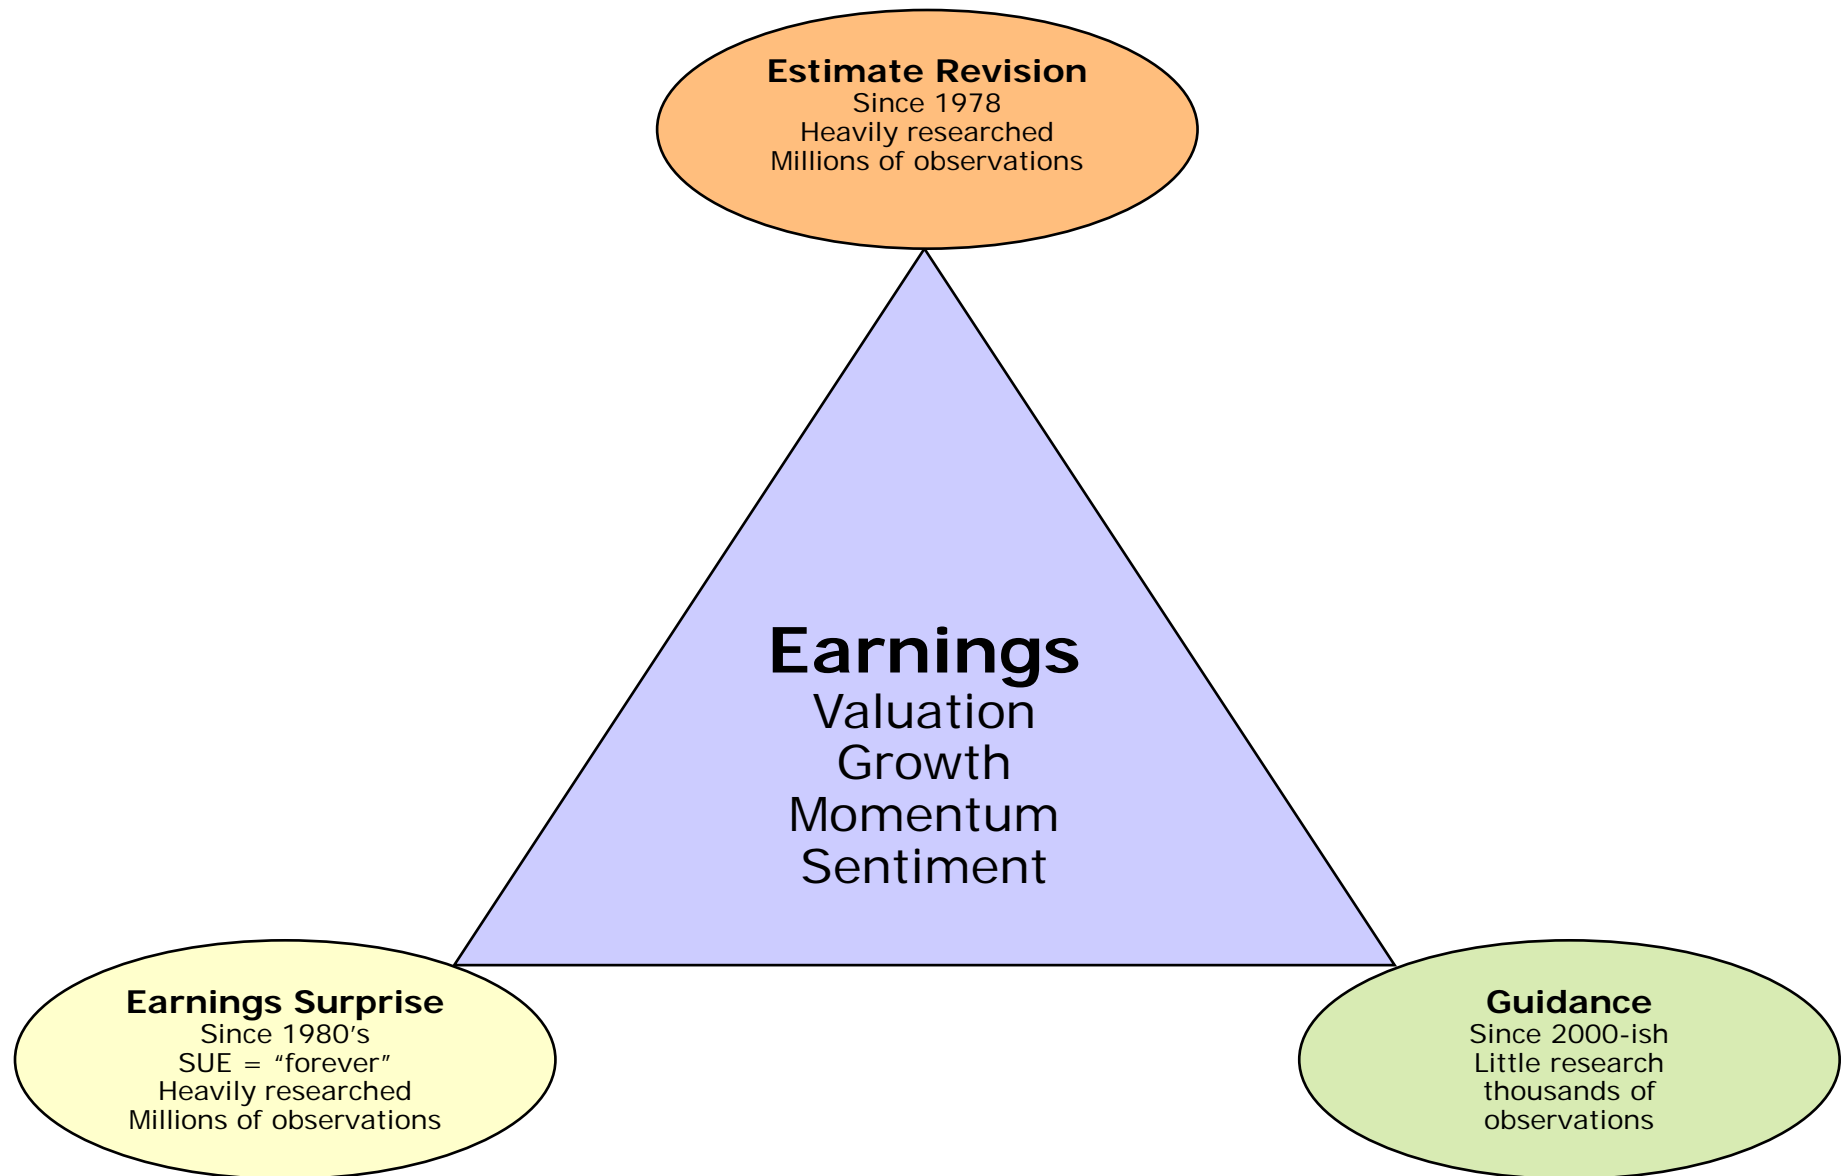 Estimate Revision
Since 1978
Heavily researched
Millions of observations
Earnings
Valuation
Growth
Momentum
Sentiment
Earnings Surprise
Since 1980’s
SUE = “forever”
Heavily researched
Millions of observations
Guidance
Since 2000-ish
Little research
thousands of
observations